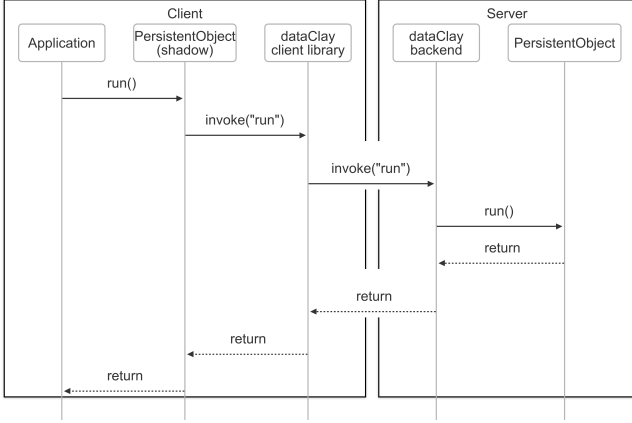 Client
Server
Application
PersistentObject
(shadow)
dataClay
client library
dataClay
backend
PersistentObject
run()
invoke("run")
invoke("run")
run()
return
return
return
return